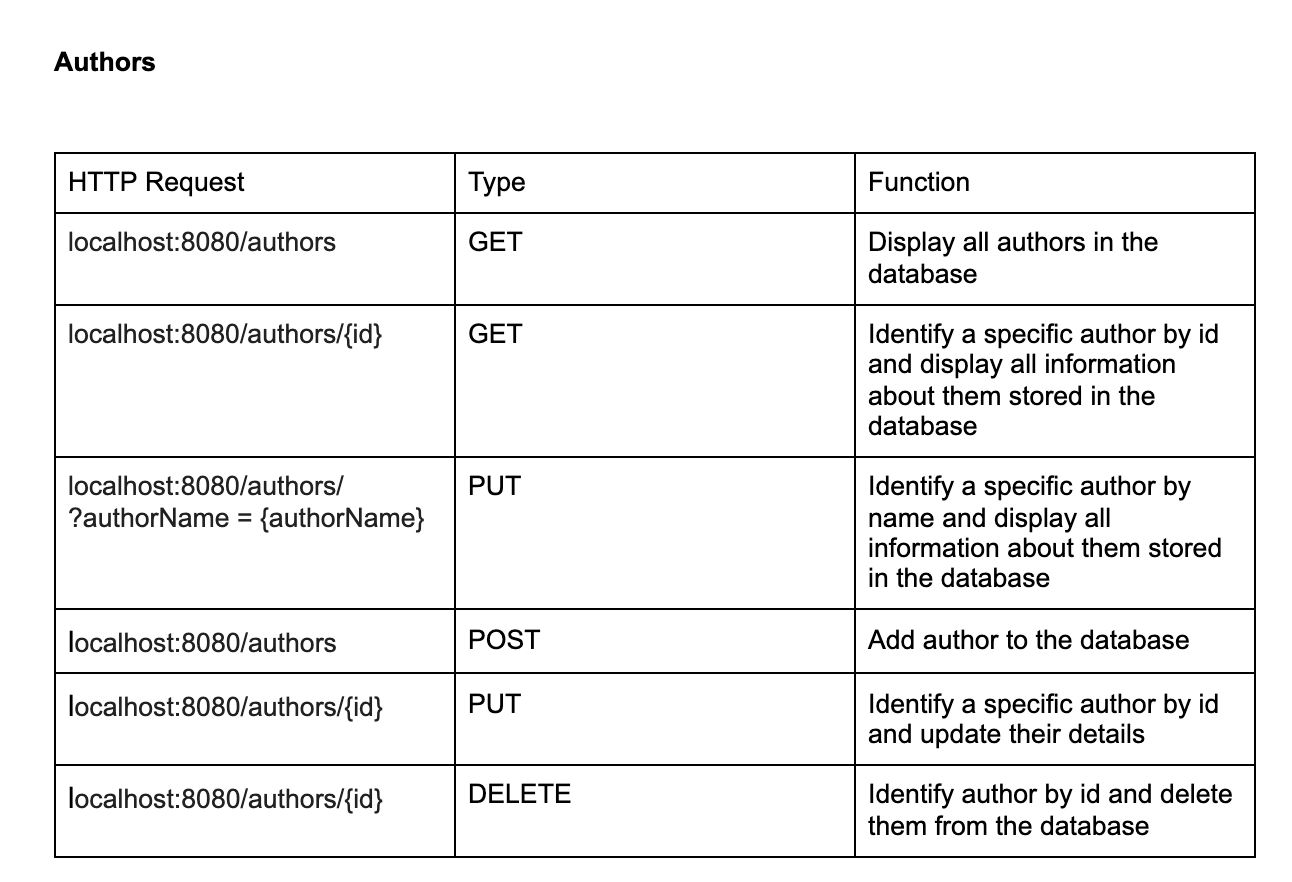 Authors
HTTP Request Type Function
localhost:8080/authors GET Display all authors in the
database
localhost:8080/authors/{id} GET Identify a specific author by id
and display all information
about them stored in the
database
localhost:8080/authors/ PUT Identify a specific author by
?authorName = {authorName} name and display all
information about them stored
in the database
localhost:8080/authors POST Add author to the database
localhost:8080/authors/{id} PUT Identify a specific author by id
and update their details
localhost:8080/authors/{id} DELETE Identify author by id and delete
them from the database